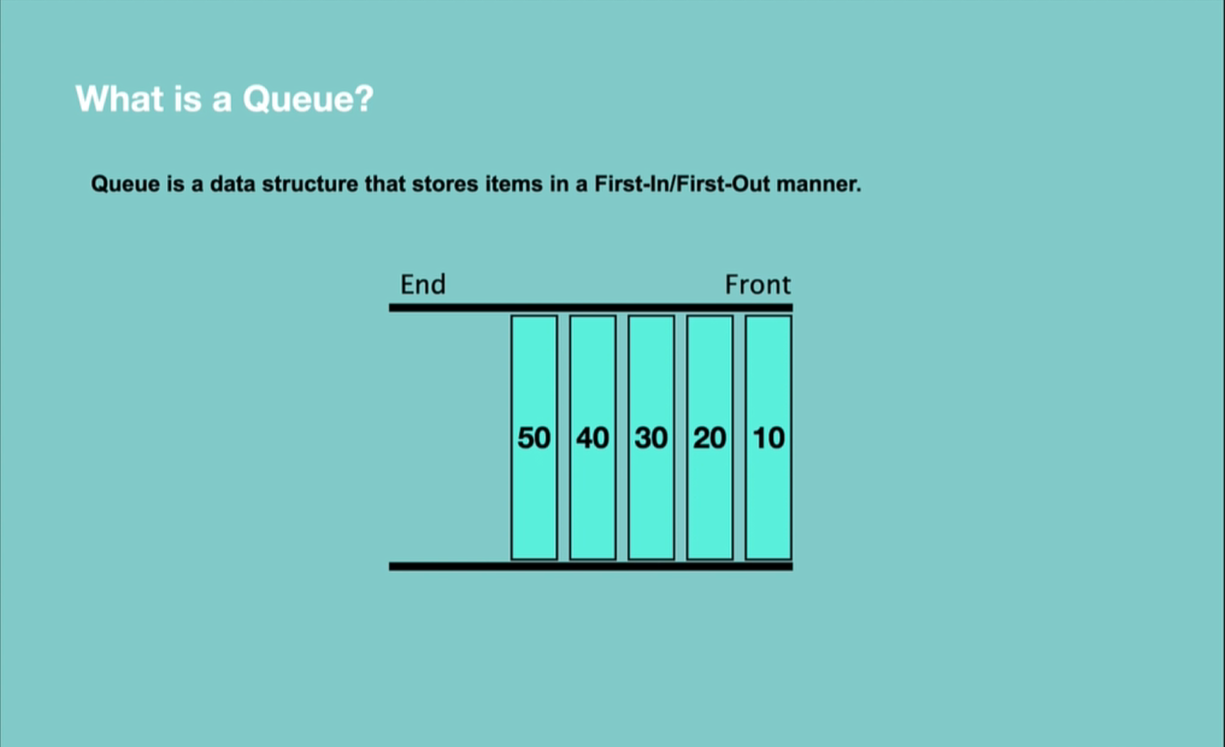 What is a Queue?
Queue is a data structure that stores items in a First-In/First-Out manner.
End Front
50 40 30 20 10